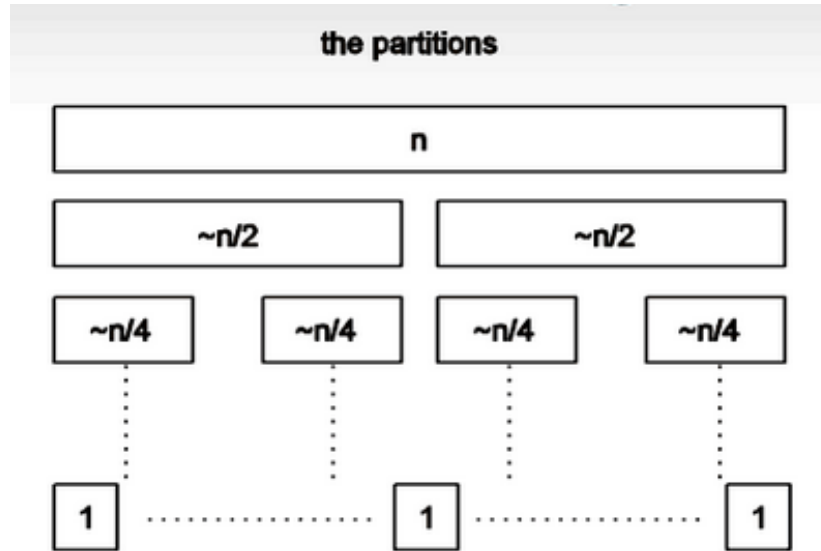 the partitions
n
~n/2 ~n/2
~n/4 ~n/4 ~n/4 ~n/4
1 1 1